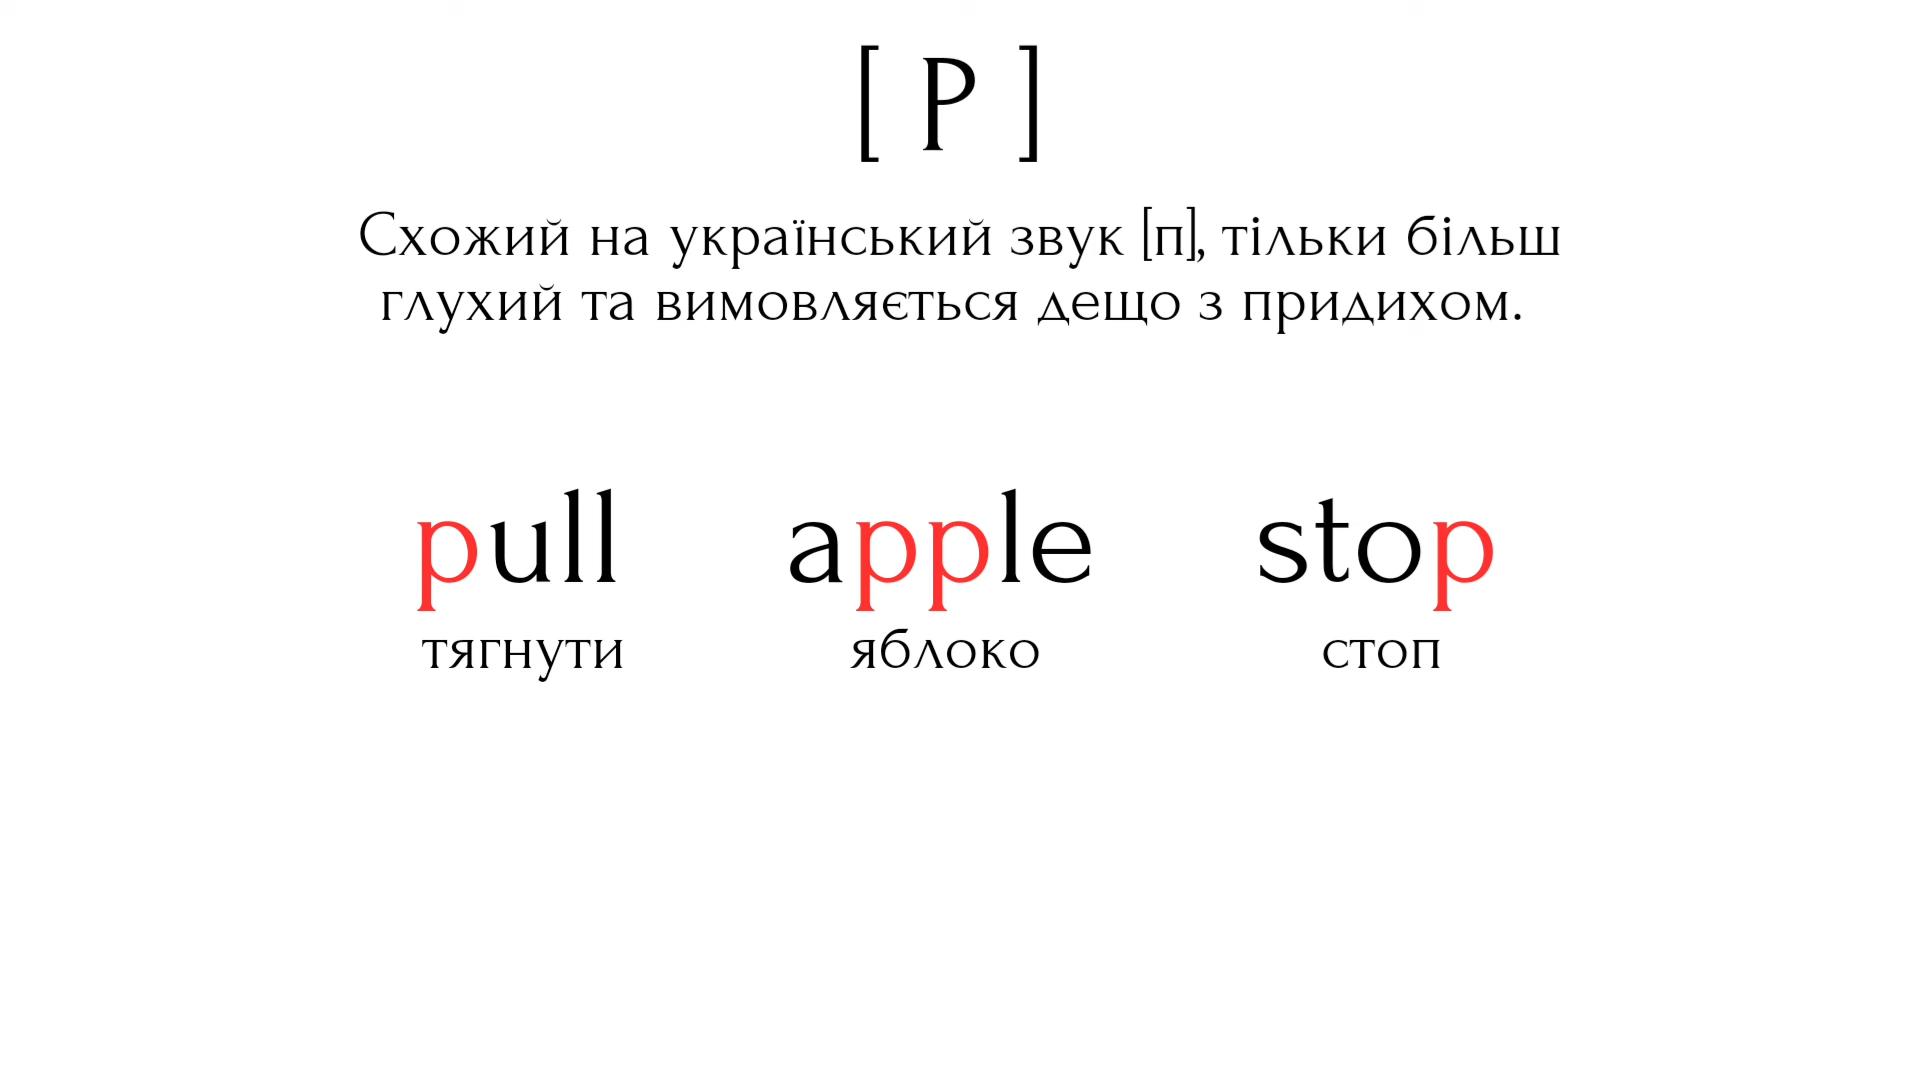 [ P ]
Схожий на український звук [п], тільки більш
глухий та вимовляється дещо з придихом.
pull apple stop
тягнути яблоко стоп